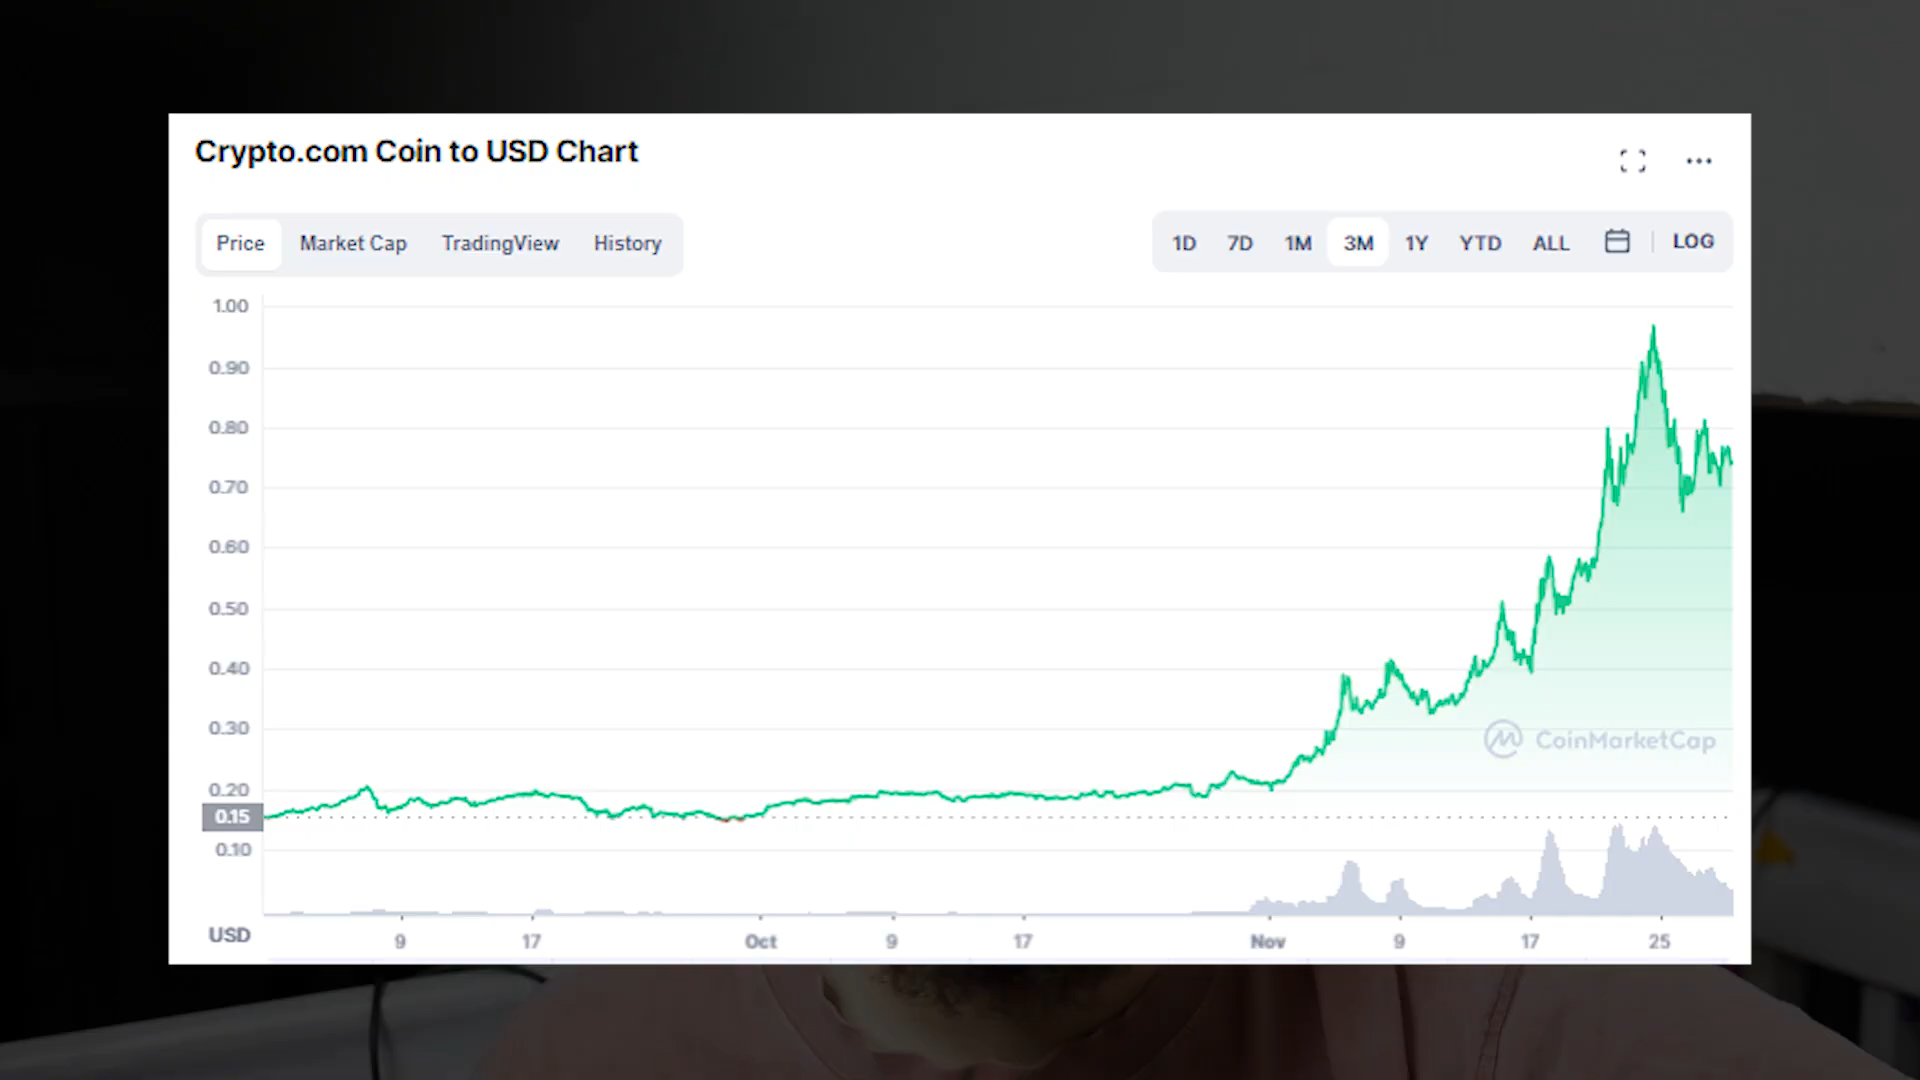 Crypto.com Coin to USD Chart
Price Market Cap TradingView History
1D 7D 1M 3M 1Y YTD ALL LOG
1.00
0.90
0.80
0.70
0.60
0.50
0.40
0.30
CoinMarketCap
0.20
0.15
0.10
USD
9 17 Oct 9 17 Nov 9 17 25